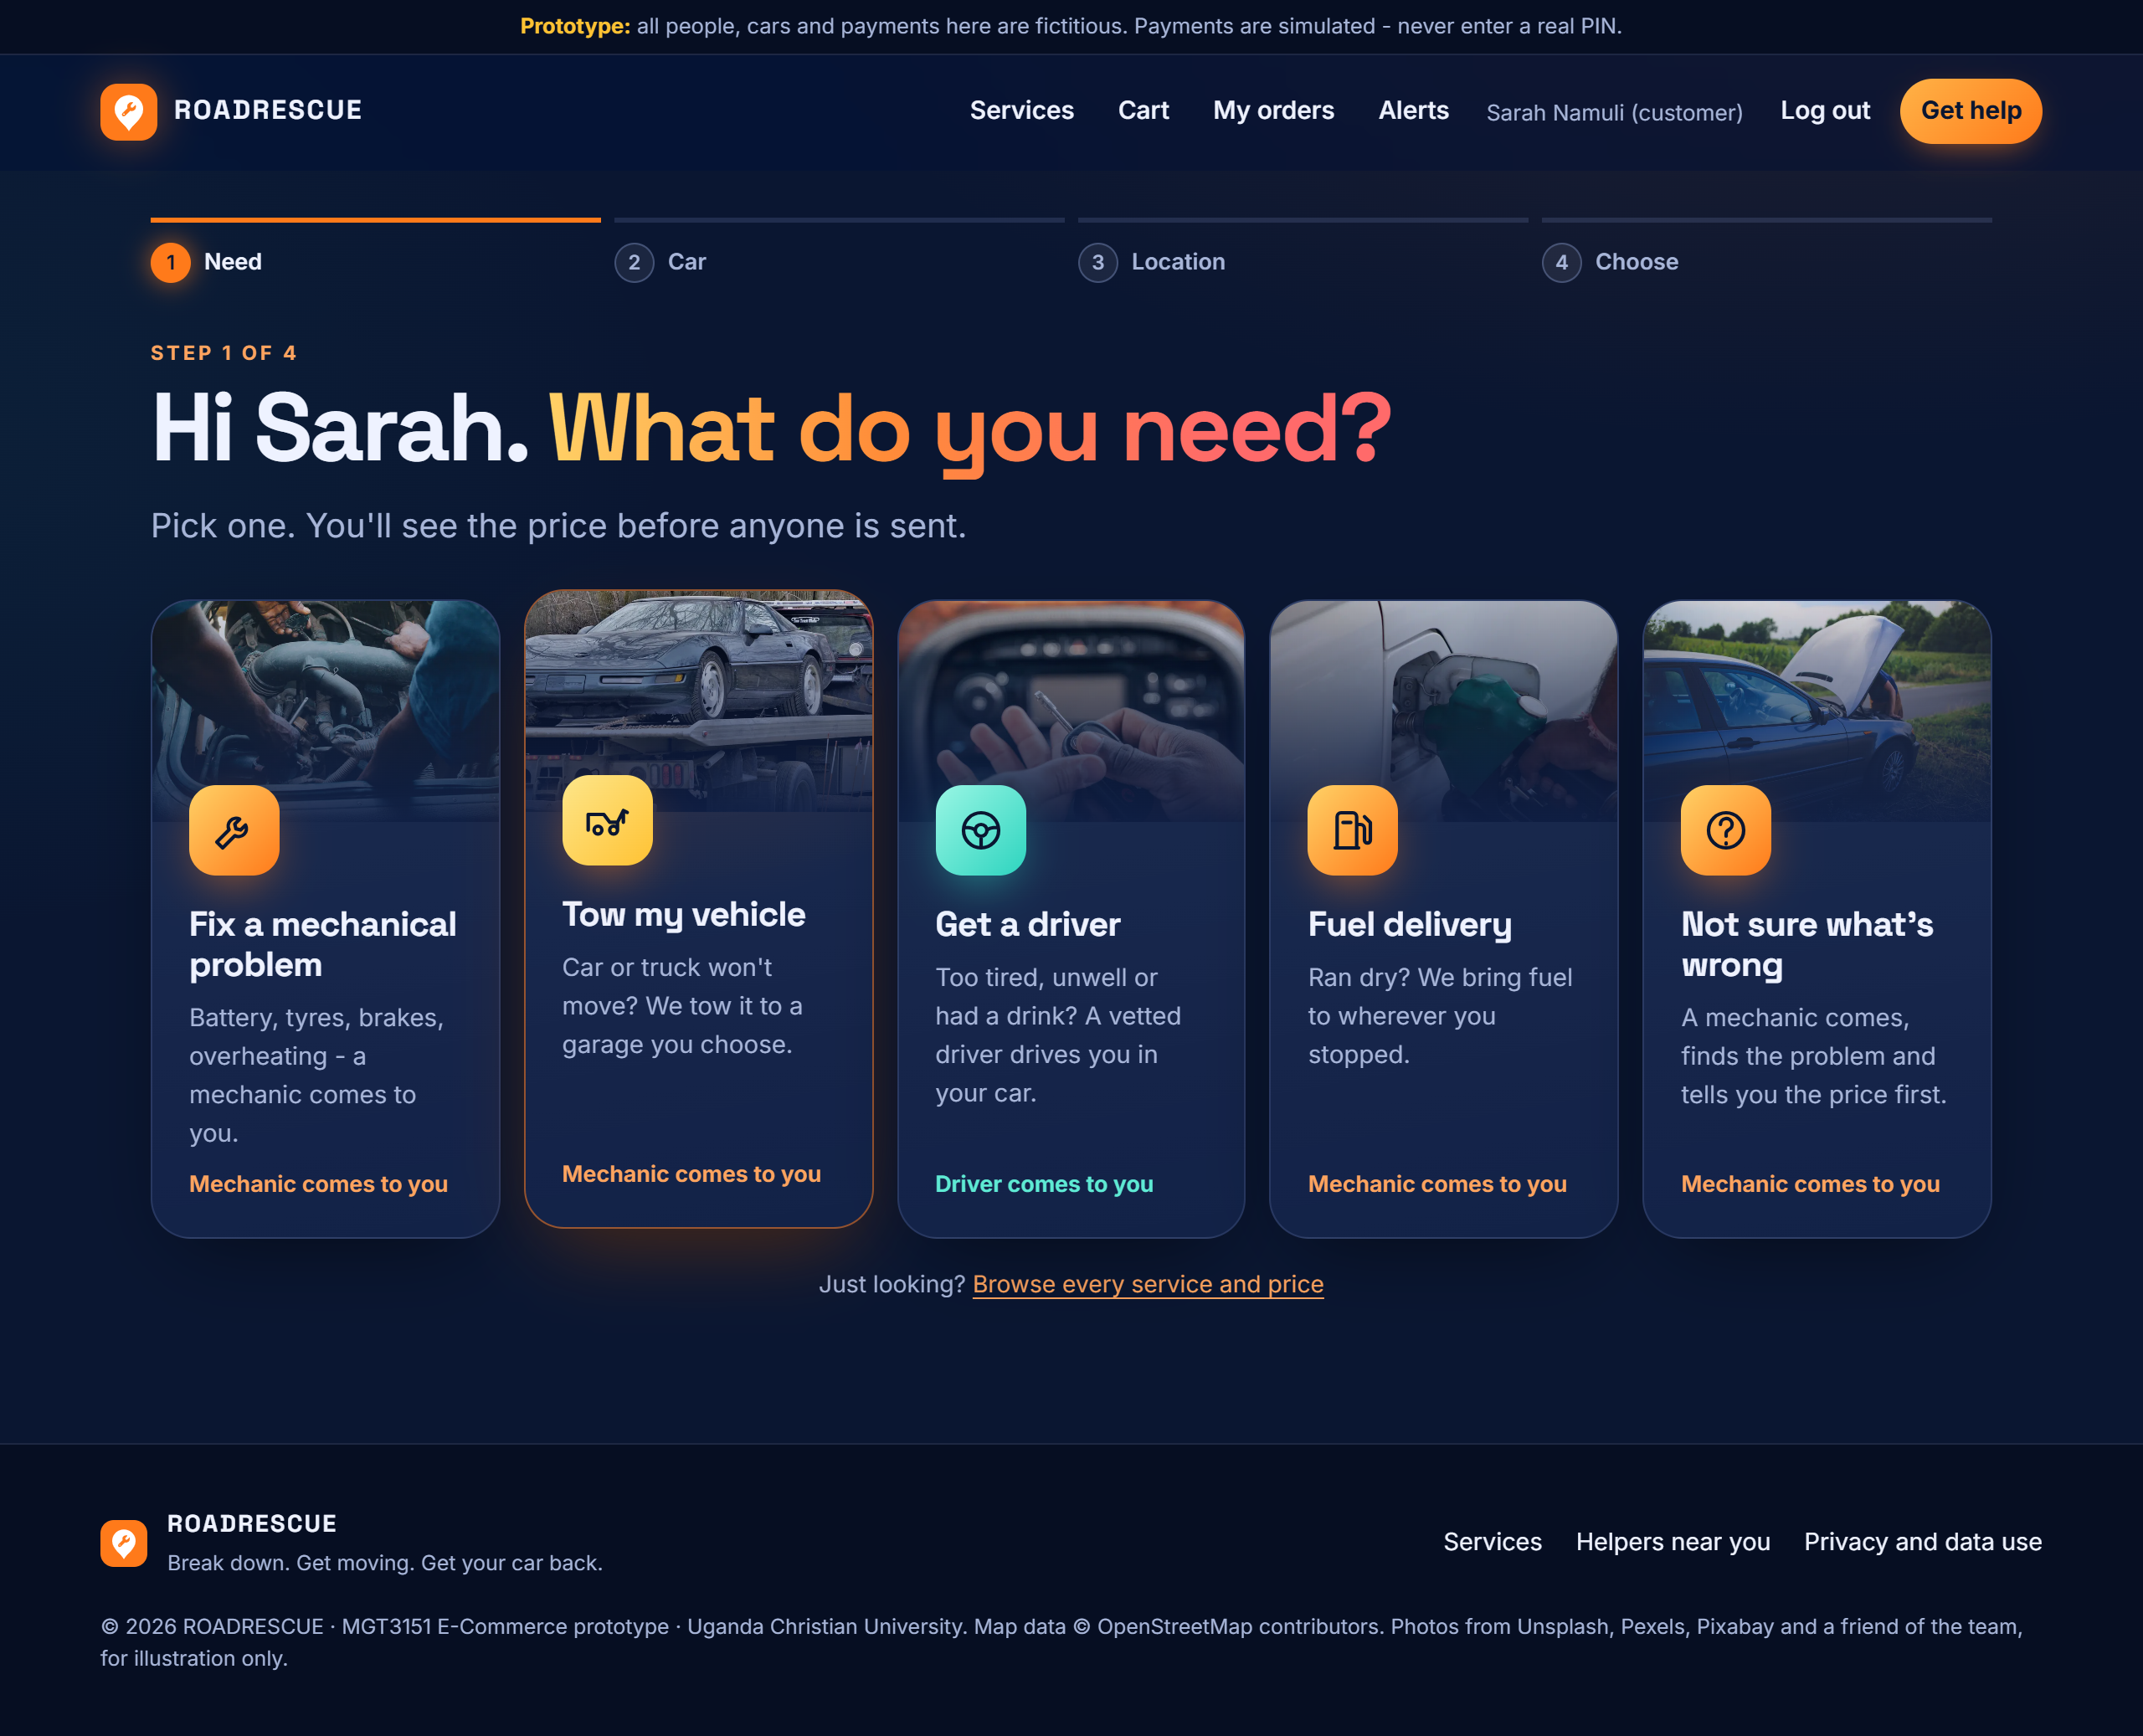 Prototype: all people, cars and payments here are fictitious. Payments are simulated - never enter a real PIN.
ROADRESCUE
Services Cart My orders Alerts Sarah Namuli (customer) Log out Get help
1 Need
2 Car
3 Location
4 Choose
STEP 1 OF 4
Hi Sarah. What do you need?
Pick one. You'll see the price before anyone is sent.
Fix a mechanical
problem
Battery, tyres, brakes,
overheating - a
mechanic comes to
you.
Mechanic comes to you
Tow my vehicle
Car or truck won't
move? We tow it to a
garage you choose.
Mechanic comes to you
Get a driver
Too tired, unwell or
had a drink? A vetted
driver drives you in
your car.
Driver comes to you
Fuel delivery
Ran dry? We bring fuel
to wherever you
stopped.
Mechanic comes to you
Not sure what's
wrong
A mechanic comes,
finds the problem and
tells you the price first.
Mechanic comes to you
Just looking? Browse every service and price
ROADRESCUE
Break down. Get moving. Get your car back.
Services Helpers near you Privacy and data use
© 2026 ROADRESCUE · MGT3151 E-Commerce prototype · Uganda Christian University. Map data © OpenStreetMap contributors. Photos from Unsplash, Pexels, Pixabay and a friend of the team,
for illustration only.